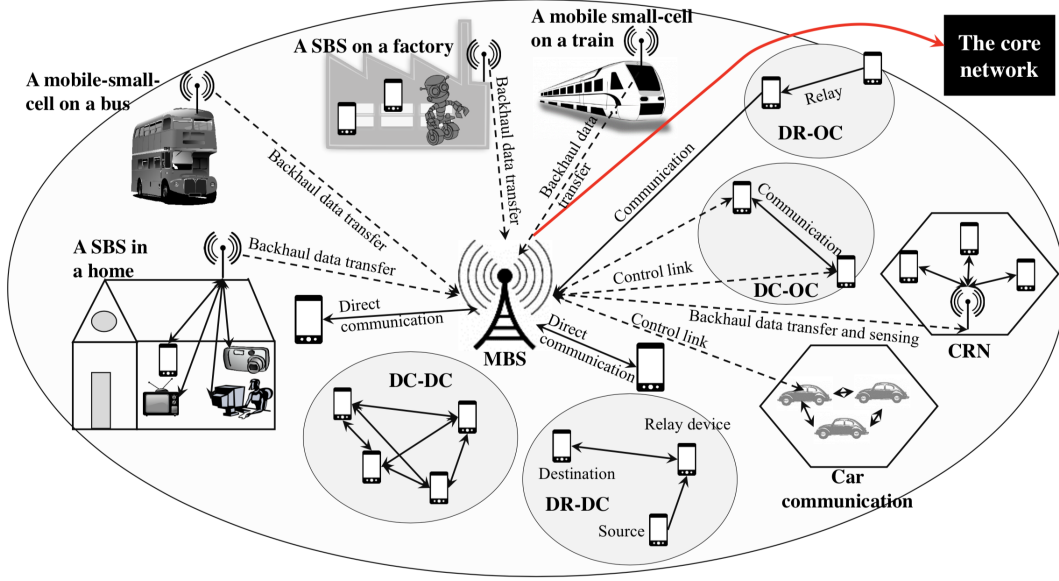 A mobile small-cell
on a train
A SBS on a factory
The core
network
A mobile-small-
cell on a bus
Backhaul data transfer
Backhaul data
transfer
Relay
DR-OC
Backhaul data transfer
Communication
Communication
A SBS in
a home
Backhaul data transfer
Control link
DC-OC
Direct
communication
MBS
Direct
communication
Control link
Backhaul data transfer and sensing
CRN
DC-DC
Relay device
Destination
DR-DC
Source
Car
communication